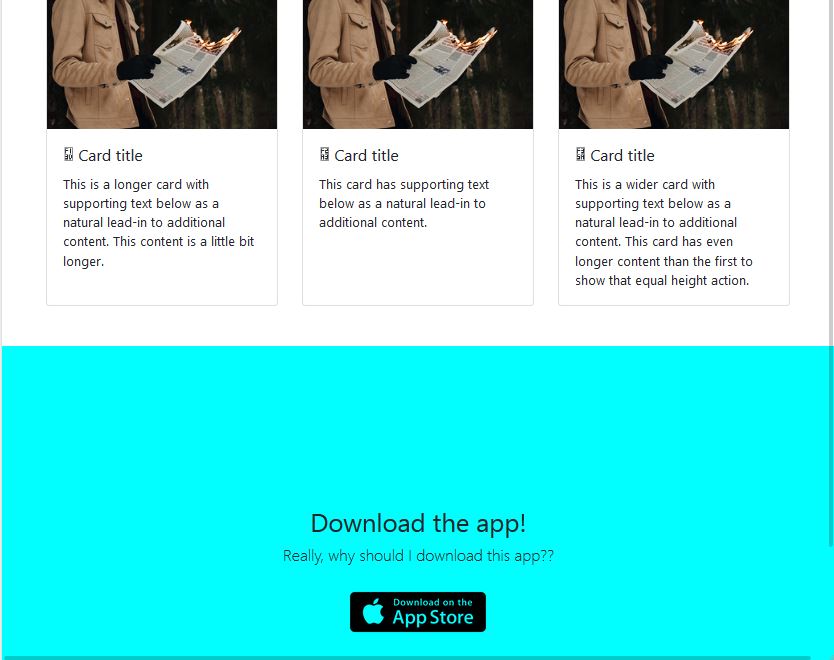 Card title
This is a longer card with
supporting text below as a
natural lead-in to additional
content. This content is a little bit
longer.
Card title
This card has supporting text
below as a natural lead-in to
additional content.
Card title
This is a wider card with
supporting text below as a
natural lead-in to additional
content. This card has even
longer content than the first to
show that equal height action.
Download the app!
Really, why should I download this app??
Download on the
App Store